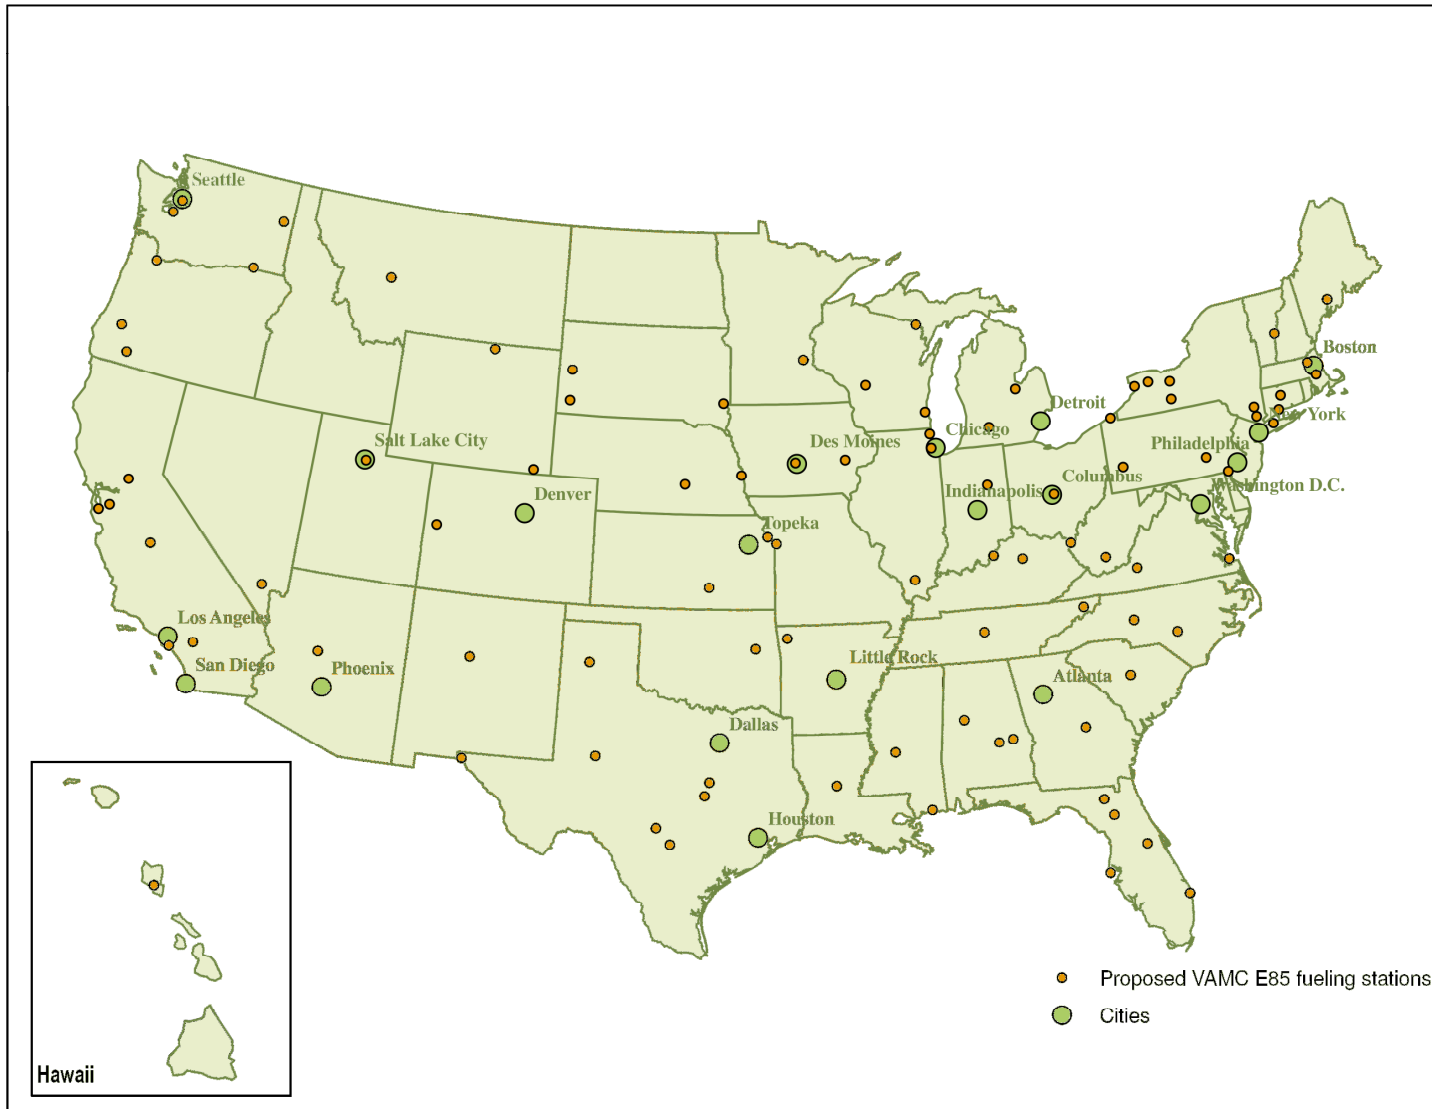 Seattle
Boston
Detroit
New York
Salt Lake City
Des Moines
Chicago
Philadelphia
Columbus
Indianapolis
Washington D.C.
Denver
Topeka
Los Angeles
San Diego
Phoenix
Little Rock
Atlanta
Dallas
Houston
Proposed VAMC E85 fueling stations
Cities
Hawaii